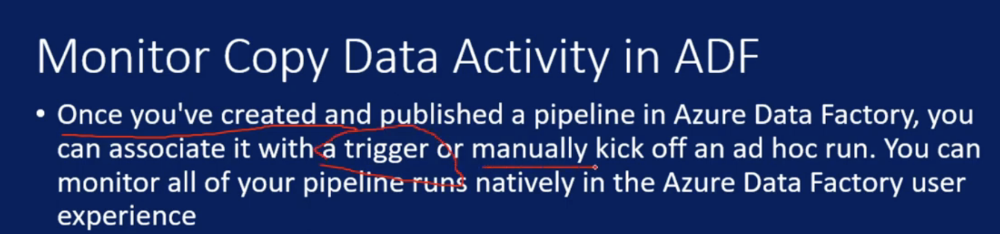 Monitor Copy Data Activity in ADF
• Once you've created and published a pipeline in Azure Data Factory, you
can associate it with a trigger or manually kick off an ad hoc run. You can
monitor all of your pipeline runs natively in the Azure Data Factory user
experience